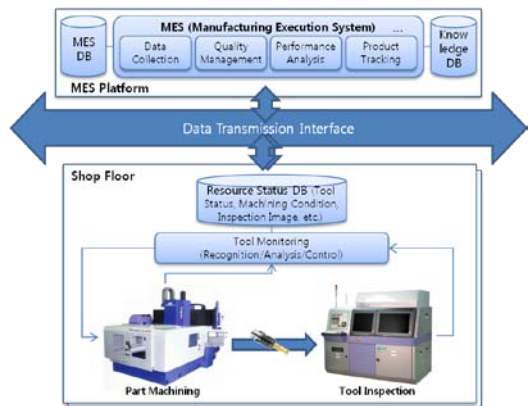 MES (Manufacturing Execution System) ...
MES
DB
Data
Collection
Quality
Management
Performance
Analysis
Product
Tracking
Know
ledge
DB
MES Platform
Data Transmission Interface
Shop Floor
Resource Status DB (Tool
Status, Machining Condition,
Inspection Image, etc.)
Tool Monitoring
(Recognition/Analysis/Control)
Part Machining
Tool Inspection